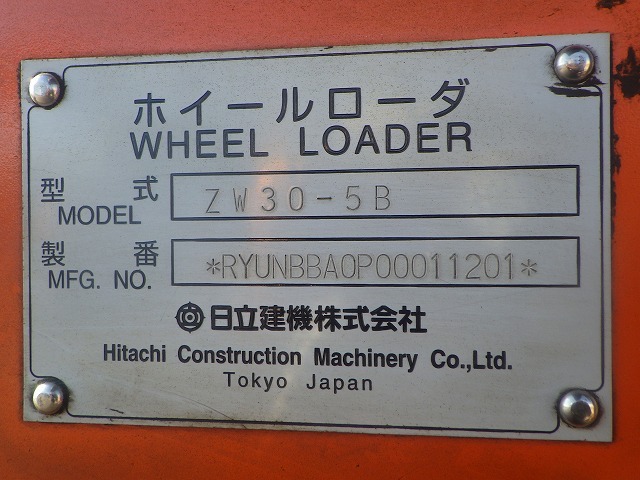 ホイールローダ
WHEEL LOADER
型 式 ZW30-5B
MODEL
製 番 *RYUNBBA0P00011201*
MFG. NO.
日立建機株式会社
Hitachi Construction Machinery Co.,Ltd.
Tokyo Japan